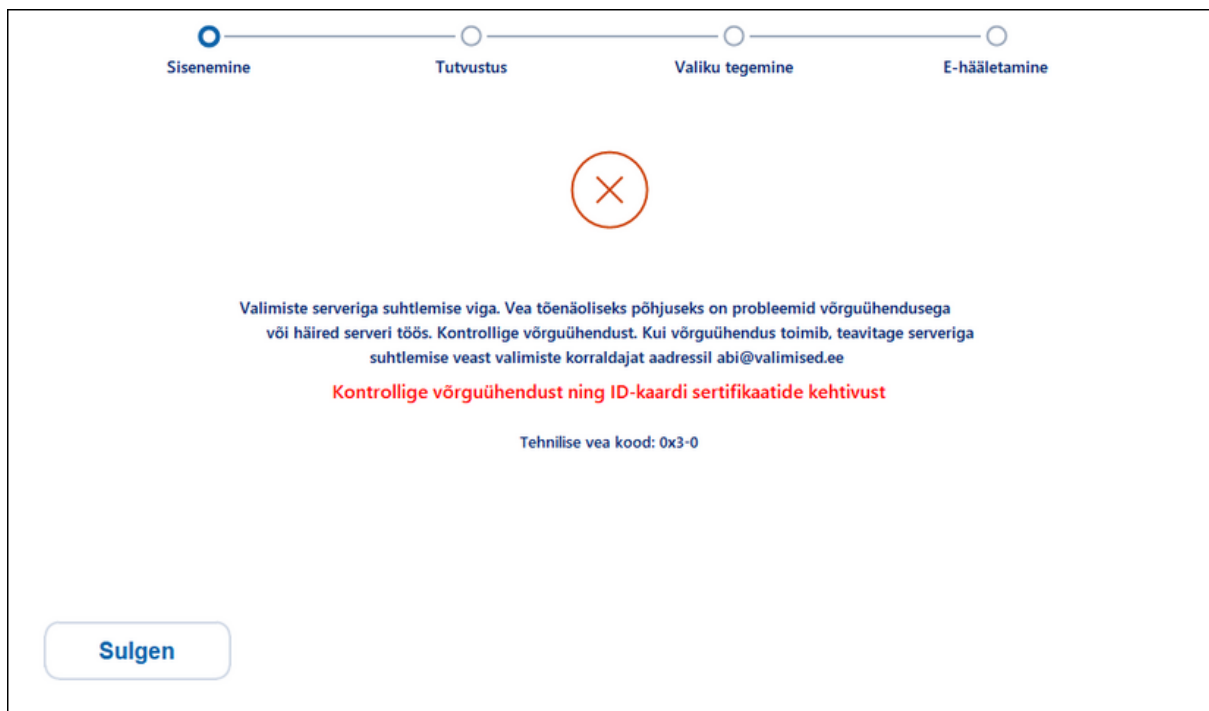 Sisenemine
Tutvustus
Valiku tegemine
E-hääletamine
Valimiste serveriga suhtlemise viga. Vea tõenäoliseks põhjuseks on probleemid võrguühendusega
või häired serveri töös. Kontrollige võrguühendust. Kui võrguühendus toimib, teavitage serveriga
suhtlemise veast valimiste korraldajat aadressil abi@valimised.ee
Kontrollige võrguühendust ning ID-kaardi sertifikaatide kehtivust
Tehnilise vea kood: 0x3-0
Sulgen